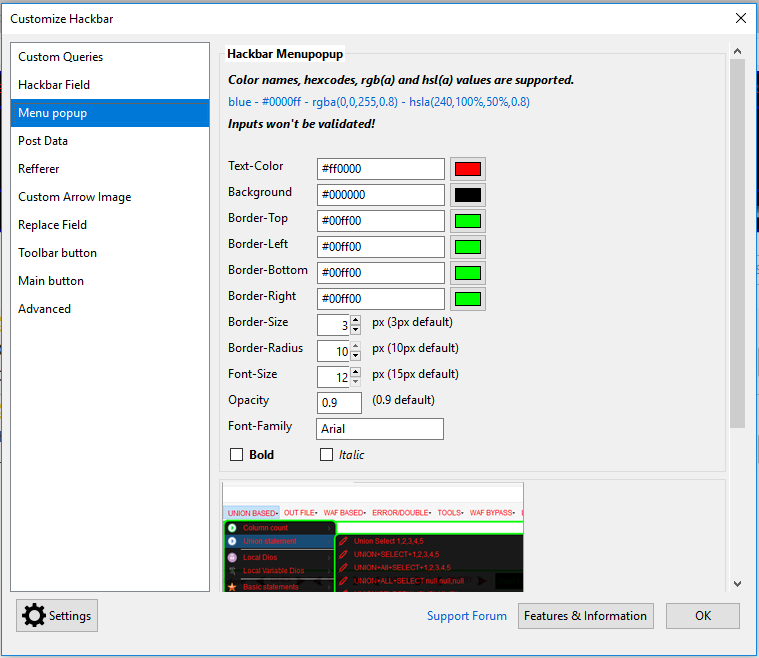 Customize Hackbar
Custom Queries
Hackbar Field
Menu popup
Post Data
Refferer
Custom Arrow Image
Replace Field
Toolbar button
Main button
Advanced
Hackbar Menupopup
Color names, hexcodes, rgb(a) and hsl(a) values are supported.
blue - #0000ff - rgba(0,0,255,0.8) - hsla(240,100%,50%,0.8)
Inputs won't be validated!
Text-Color #ff0000
Background #000000
Border-Top #00ff00
Border-Left #00ff00
Border-Bottom #00ff00
Border-Right #00ff00
Border-Size 3 px (3px default)
Border-Radius 10 px (10px default)
Font-Size 12 px (15px default)
Opacity 0.9 (0.9 default)
Font-Family Arial
Bold Italic
UNION BASED OUT FILE WAF BASED ERROR/DOUBLE TOOLS WAF BYPASS
Column count
Union statement Union Select 1,2,3,4,5
UNION+SELECT+1,2,3,4,5
Local Dios
UNION+All+SELECT+1,2,3,4,5
Local Variable Dios
UNION+ALL+SELECT null null,null
Basic statements
Settings
Support Forum
Features & Information
OK